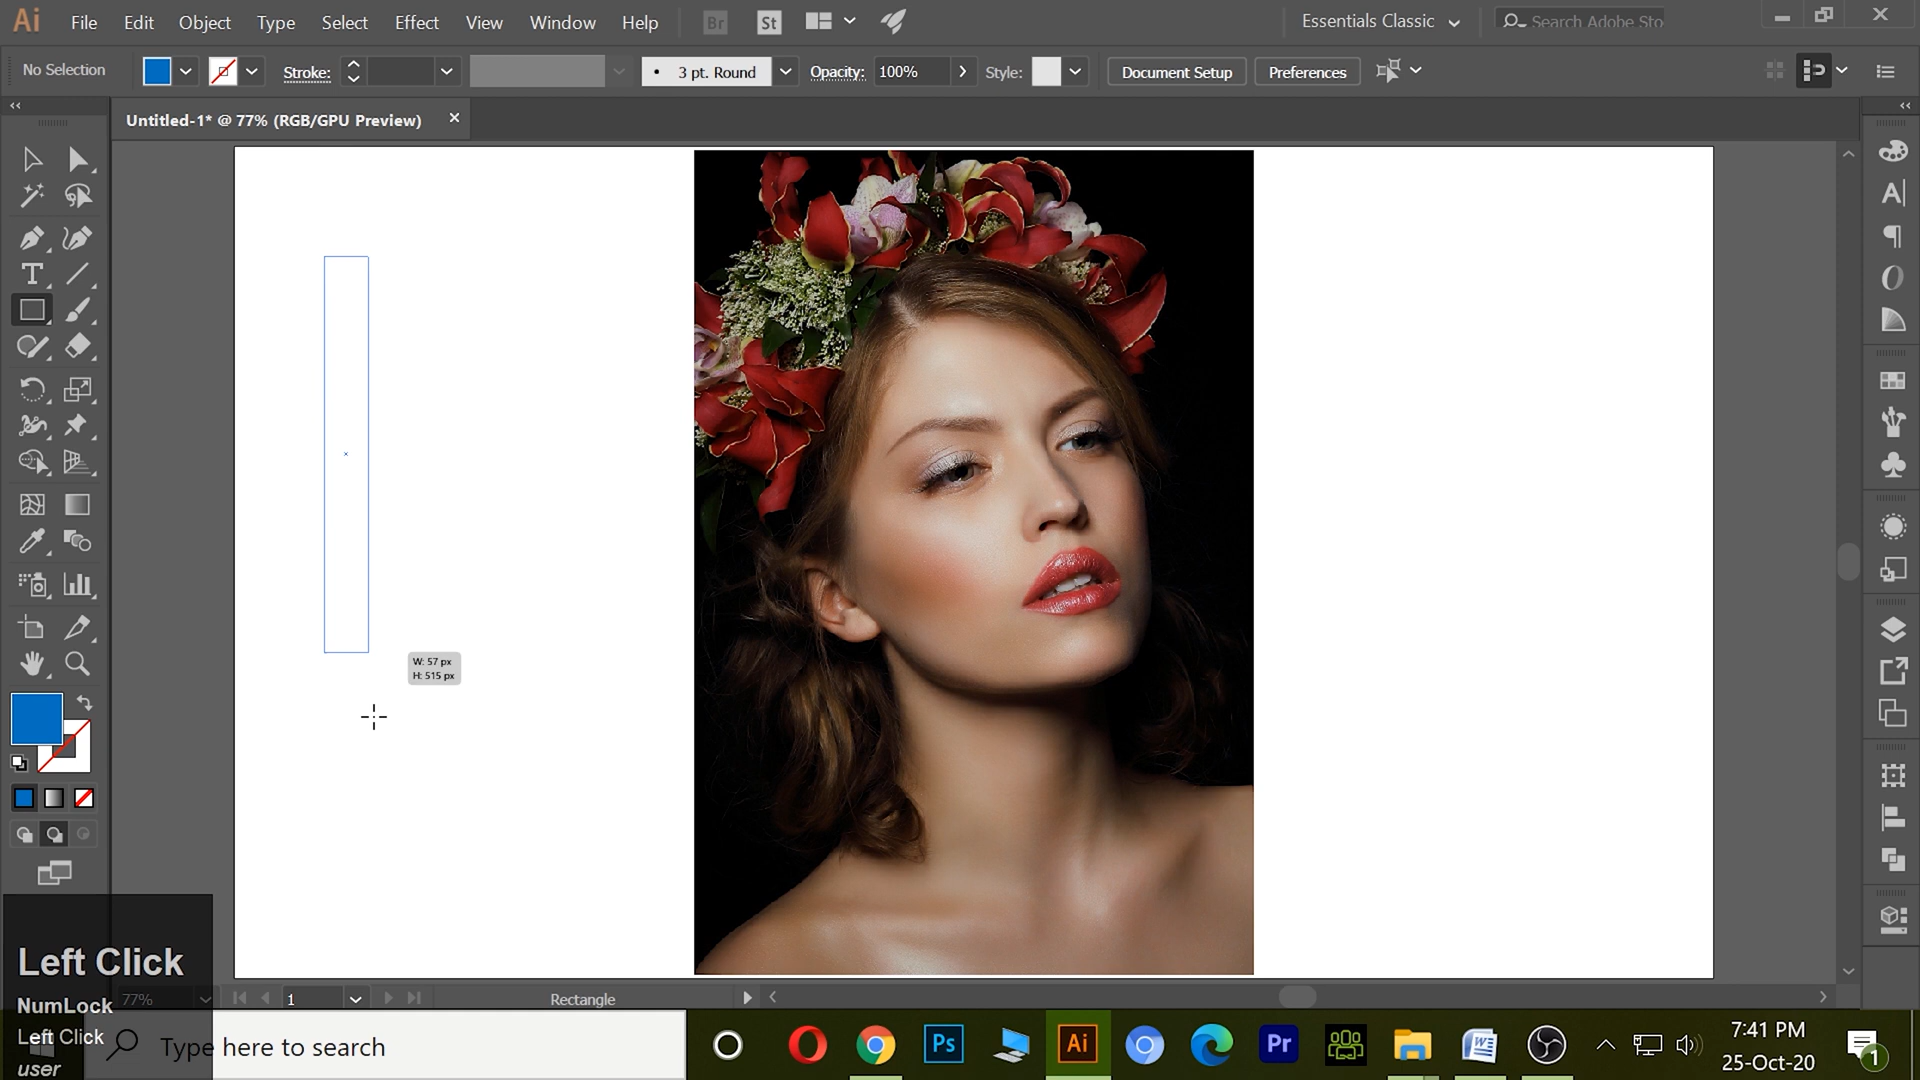 Ai File Edit Object Type Select Effect View Window Help Br St Essentials Classic Search Adobe Sto
No Selection Stroke: • 3 pt. Round Opacity: 100% Style: Document Setup Preferences
Untitled-1* @ 77% (RGB/GPU Preview)
W: 57 px
H: 515 px
Left Click
NumLock 77% 1 Rectangle
Left Click
Type here to search
user
Ps Ai Pr
7:41 PM
25-Oct-20
1